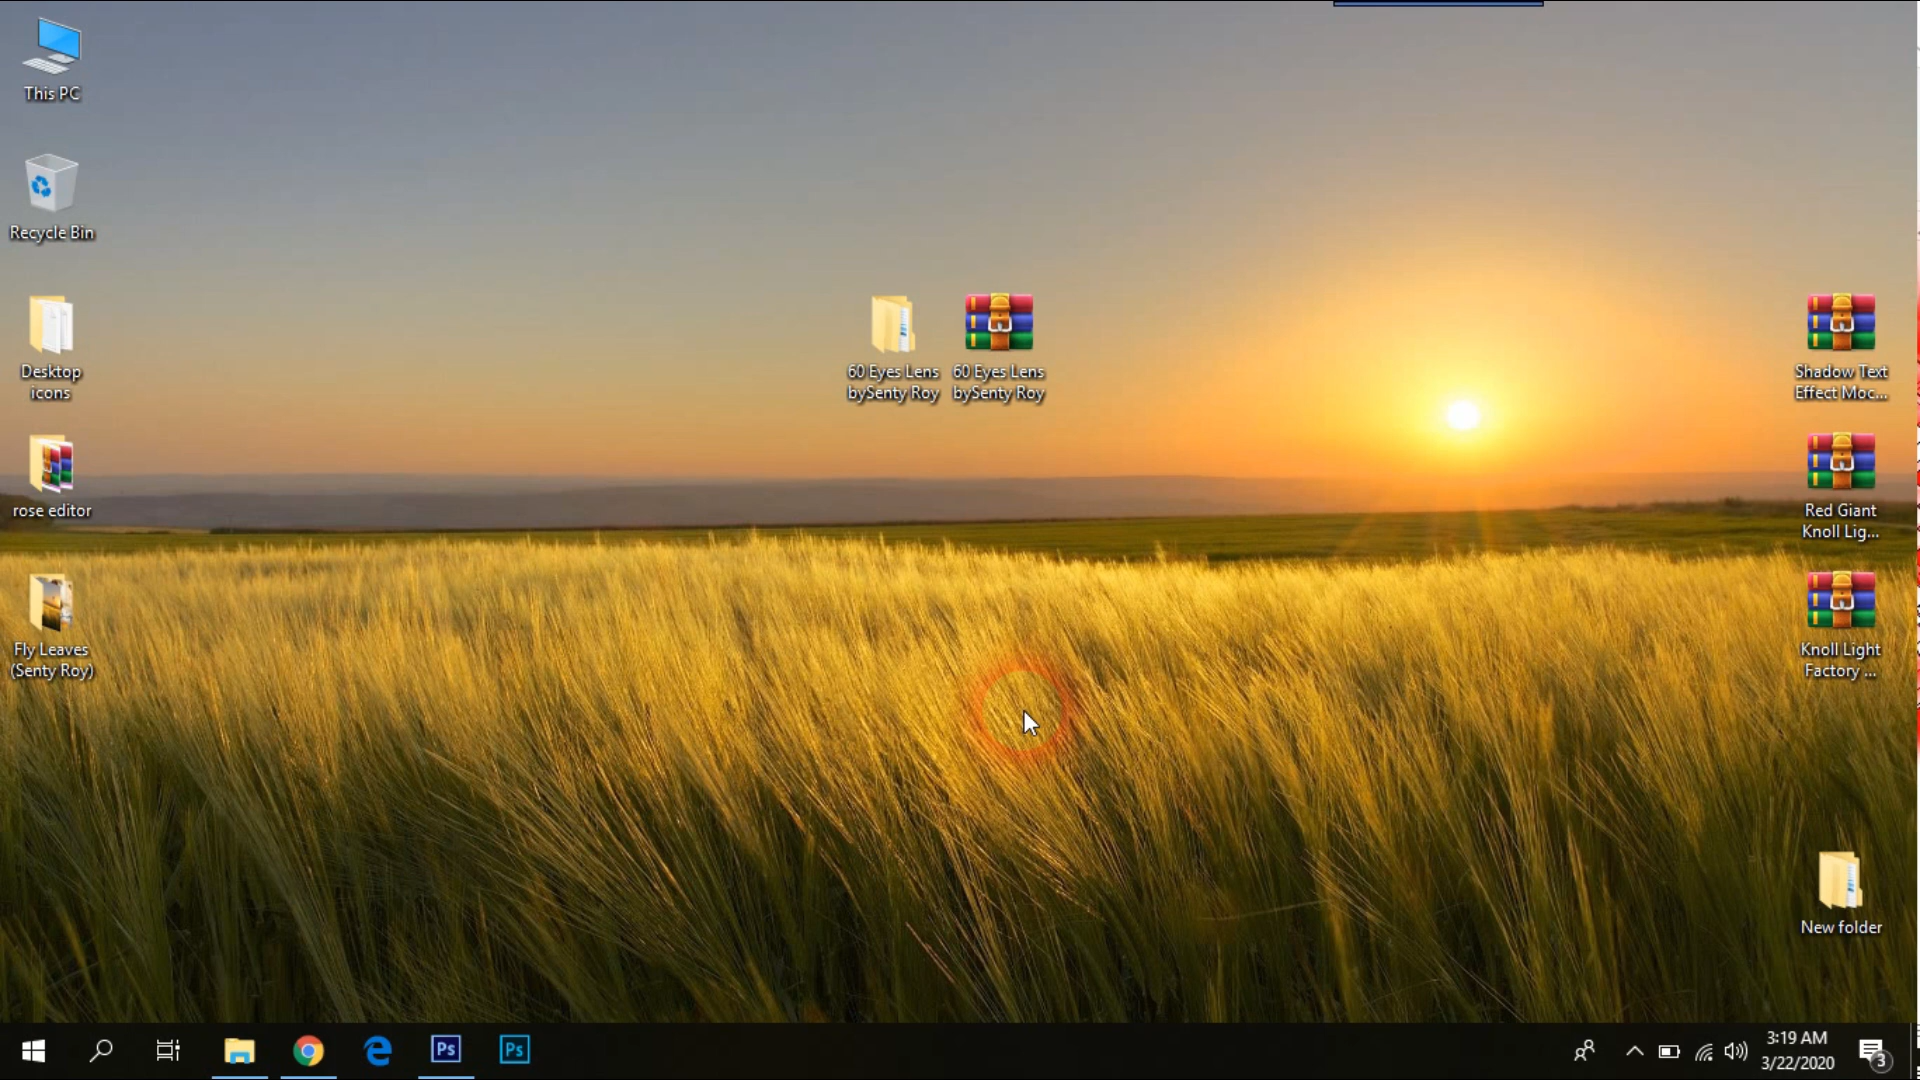 This PC
Recycle Bin
Desktop
icons
rose editor
Fly Leaves
(Senty Roy)
60 Eyes Lens
bySenty Roy
60 Eyes Lens
bySenty Roy
Shadow Text
Effect Moc...
Red Giant
Knoll Lig...
Knoll Light
Factory ...
New folder
Ps
Ps
3:19 AM
3/22/2020
3